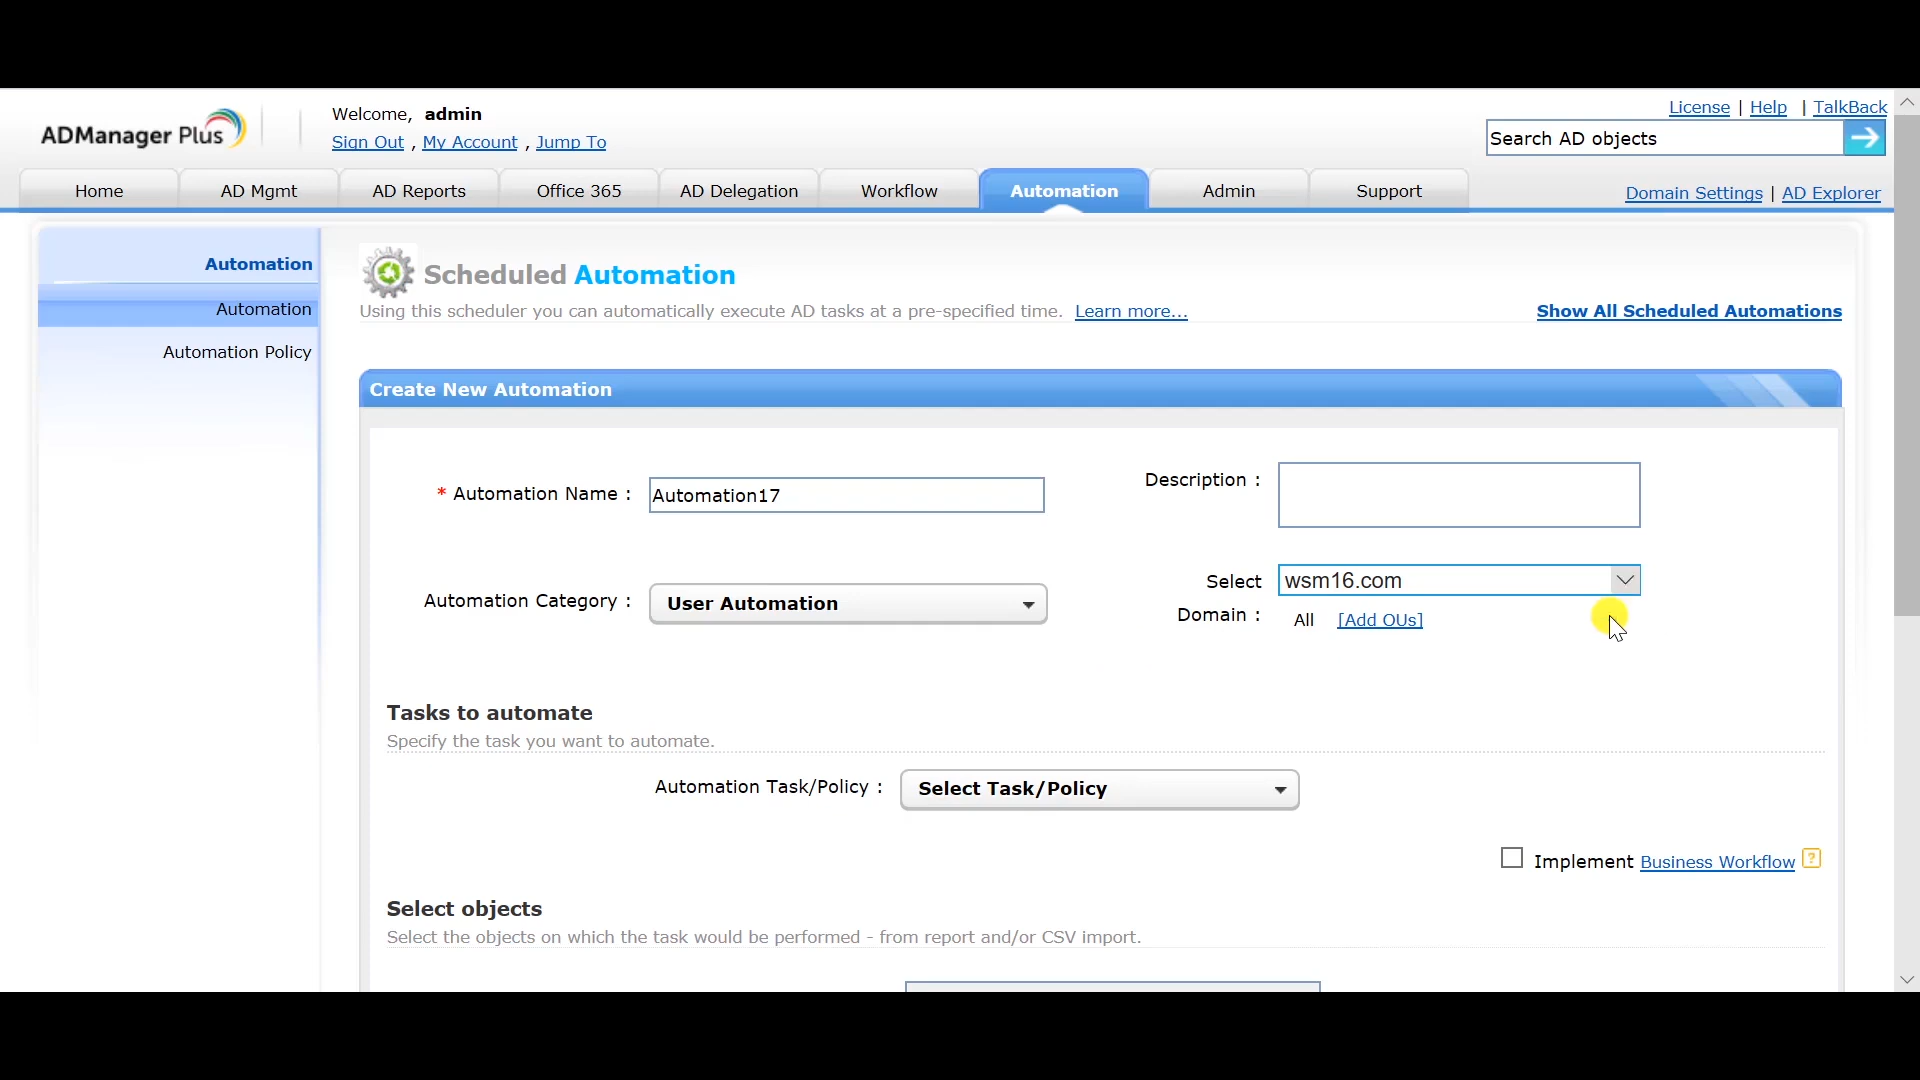 ADManager Plus
Welcome, admin
Sign Out , My Account , Jump To
License | Help | TalkBack
Search AD objects
Home AD Mgmt AD Reports Office 365 AD Delegation Workflow Automation Admin Support
Domain Settings | AD Explorer
Automation
Automation
Automation Policy
Scheduled Automation
Using this scheduler you can automatically execute AD tasks at a pre-specified time. Learn more...
Show All Scheduled Automations
Create New Automation
* Automation Name : Automation17
Description :
Automation Category : User Automation
Select Domain : wsm16.com
All [Add OUs]
Tasks to automate
Specify the task you want to automate.
Automation Task/Policy : Select Task/Policy
Implement Business Workflow ?
Select objects
Select the objects on which the task would be performed - from report and/or CSV import.